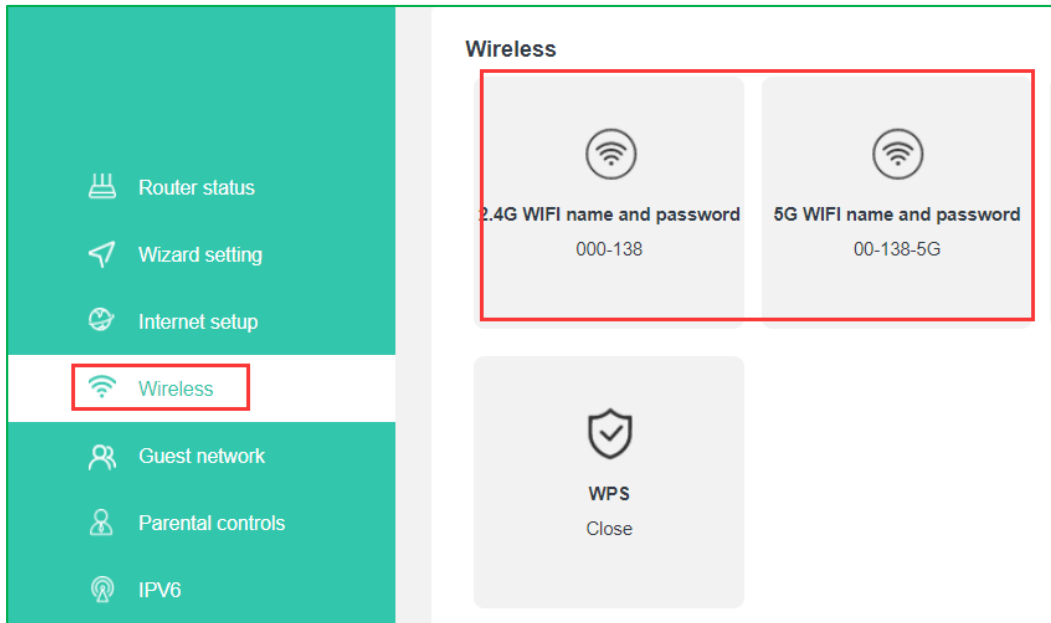 Router status
Wizard setting
Internet setup
Wireless
Guest network
Parental controls
IPV6
Wireless
2.4G WIFI name and password
000-138
5G WIFI name and password
00-138-5G
WPS
Close